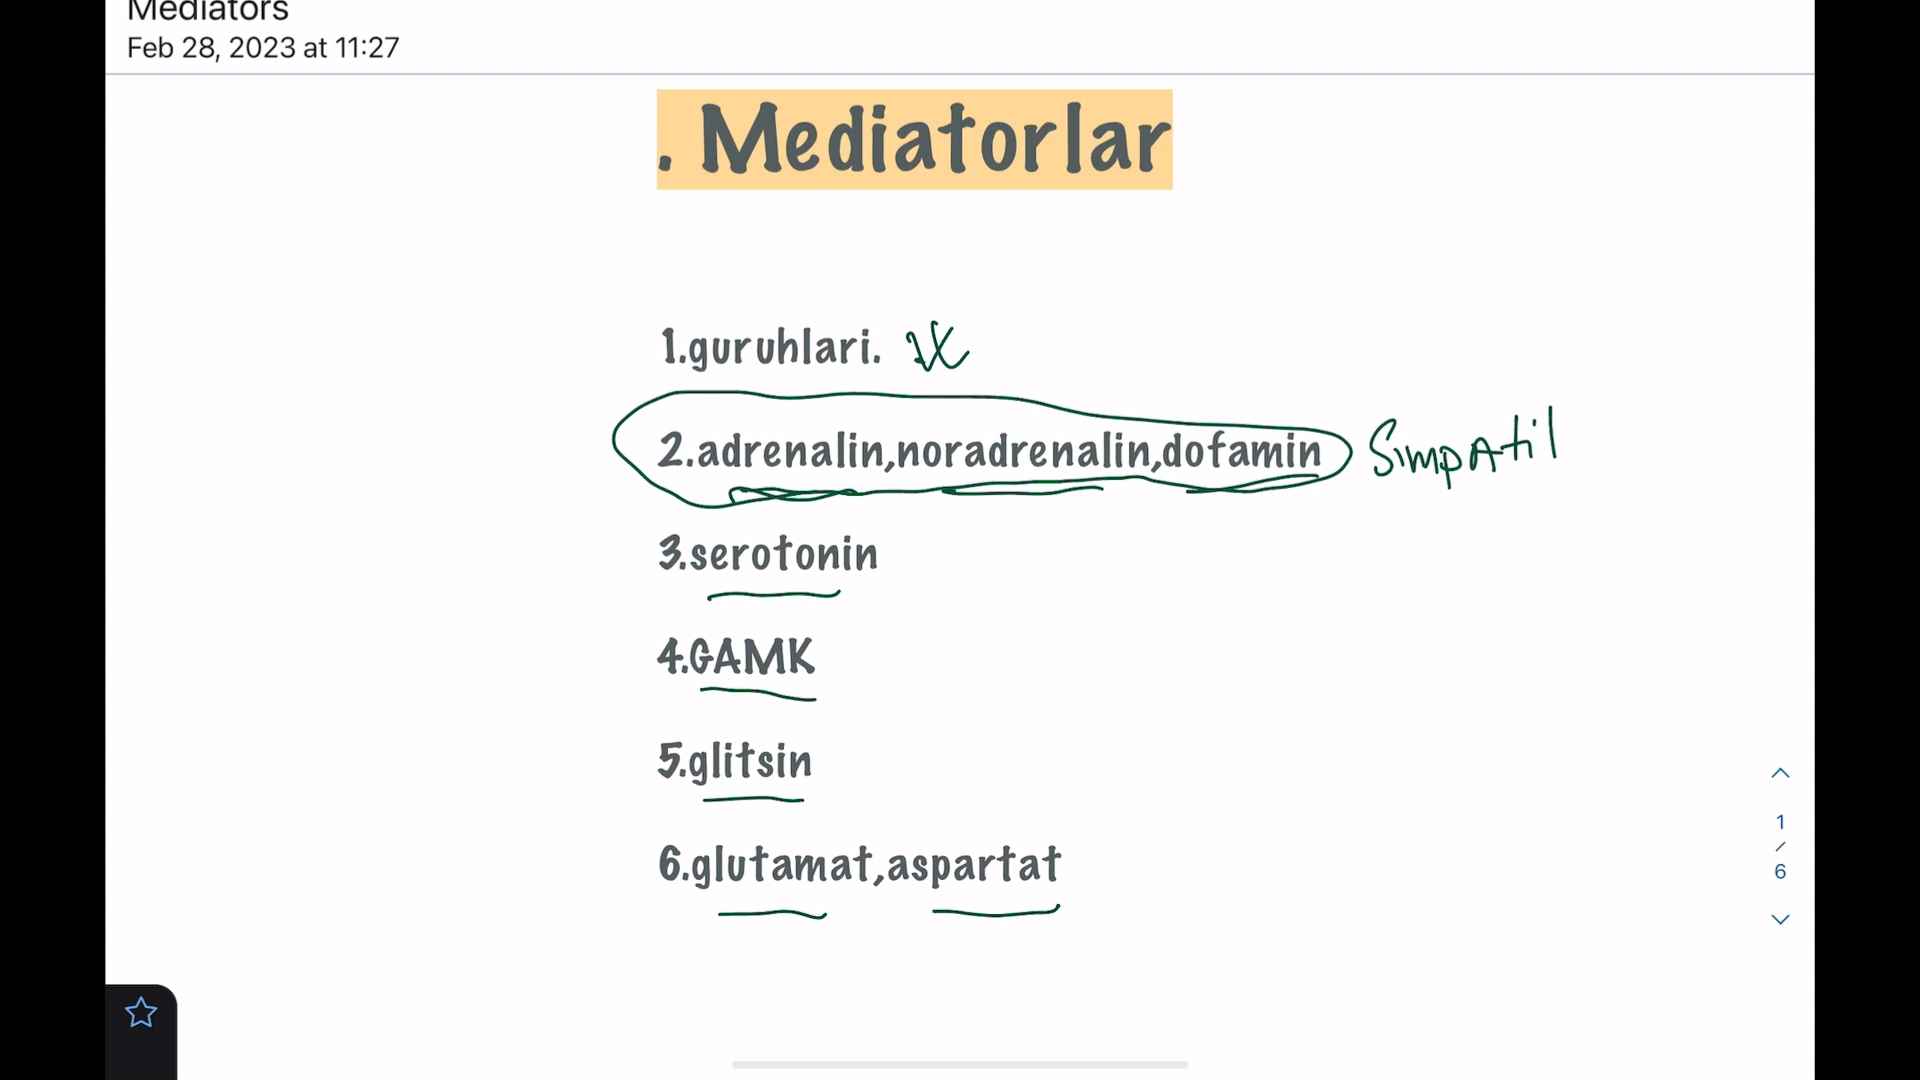 Mediators
Feb 28, 2023 at 11:27
. Mediatorlar
1.guruhlari.
2.adrenalin,noradrenalin,dofamin Simpatil
3.serotonin
4.GAMK
5.glitsin
6.glutamat,aspartat
1
/
6